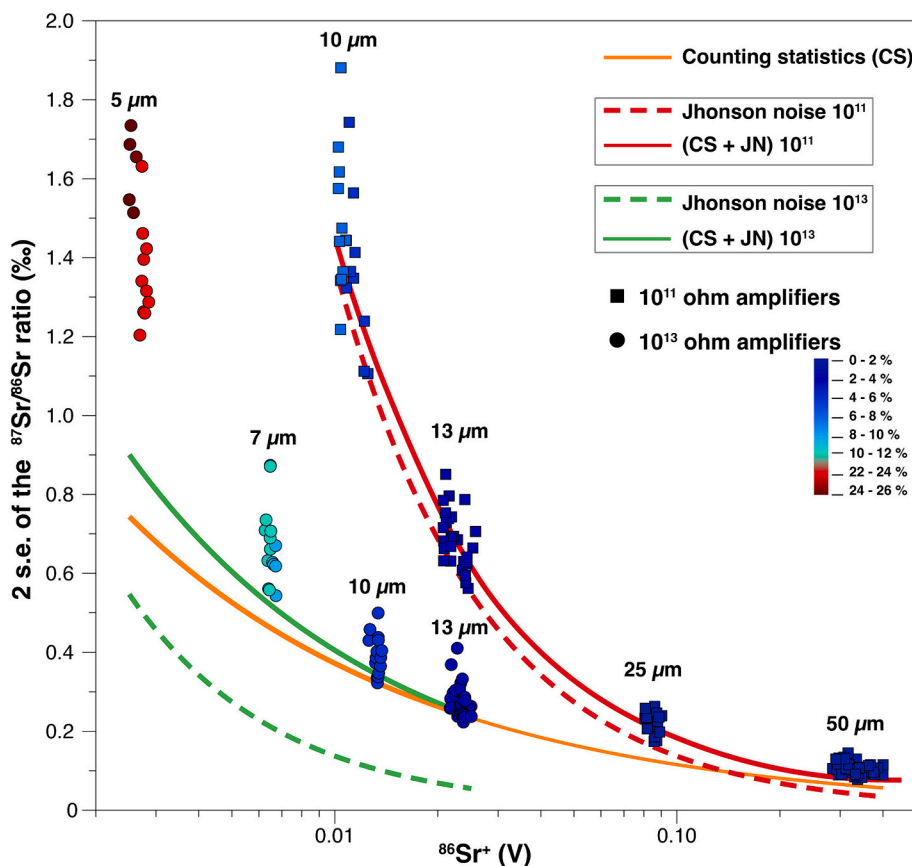 2.0
1.8
1.6
1.4
1.2
1.0
0.8
0.6
0.4
0.2
0
2 s.e. of the ⁸⁷Sr/⁸⁶Sr ratio (‰)
0.01
0.10
⁸⁶Sr⁺ (V)
5 µm
10 µm
7 µm
13 µm
10 µm
13 µm
25 µm
50 µm
Counting statistics (CS)
Jhonson noise 10¹¹
(CS + JN) 10¹¹
Jhonson noise 10¹³
(CS + JN) 10¹³
10¹¹ ohm amplifiers
10¹³ ohm amplifiers
0 - 2 %
2 - 4 %
4 - 6 %
6 - 8 %
8 - 10 %
10 - 12 %
22 - 24 %
24 - 26 %